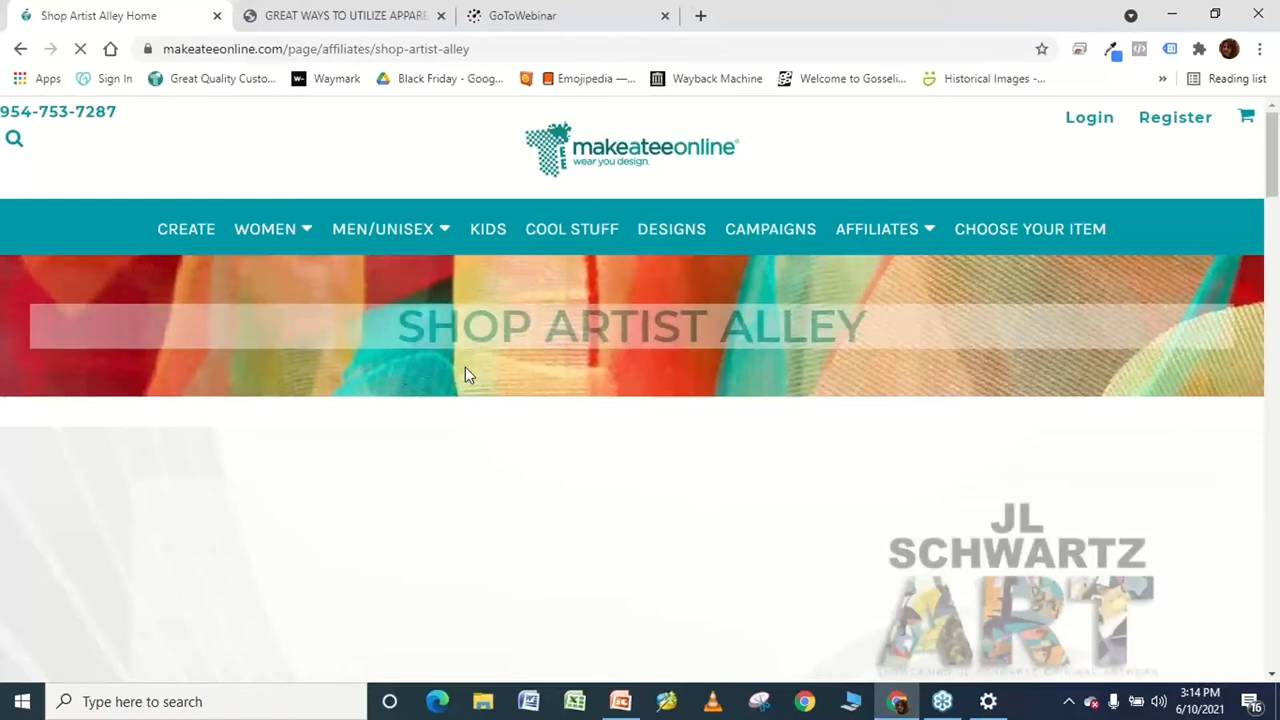 Shop Artist Alley Home
GREAT WAYS TO UTILIZE APPARE
GoToWebinar
makeateeonline.com/page/affiliates/shop-artist-alley
Apps
Sign In
Great Quality Custo...
Waymark
Black Friday - Goog...
Emojipedia —...
Wayback Machine
Welcome to Gosseli...
Historical Images -...
»
Reading list
954-753-7287
Login
Register
makeateeonline®
wear you design.
CREATE
WOMEN
MEN/UNISEX
KIDS
COOL STUFF
DESIGNS
CAMPAIGNS
AFFILIATES
CHOOSE YOUR ITEM
SHOP ARTIST ALLEY
JL
SCHWARTZ
ART
Type here to search
3:14 PM
6/10/2021
16